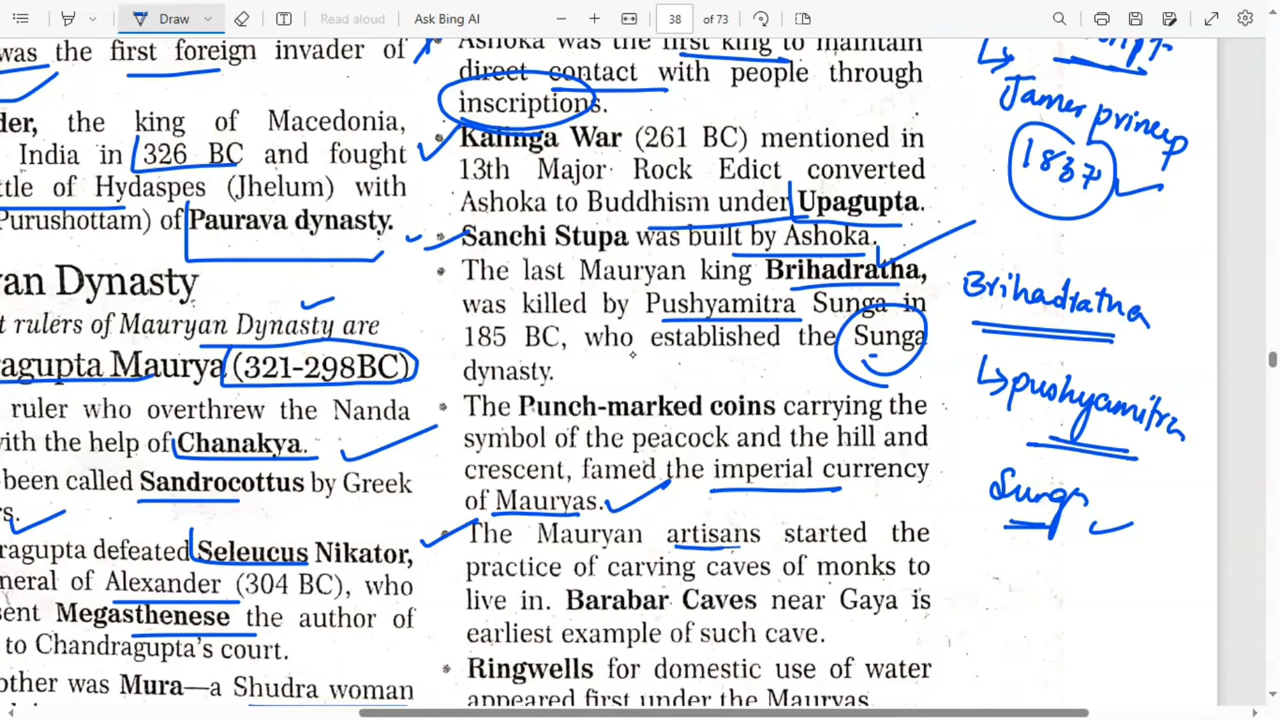 Draw
Read aloud
Ask Bing AI
38 of 73
was the first foreign invader of
der, the king of Macedonia,
India in 326 BC and fought
ttle of Hydaspes (Jhelum) with
Purushottam) of Paurava dynasty.
yan Dynasty
t rulers of Mauryan Dynasty are
ragupta Maurya (321-298BC)
ruler who overthrew the Nanda
with the help of Chanakya.
been called Sandrocottus by Greek
rs.
ragupta defeated Seleucus Nikator,
neral of Alexander (304 BC), who
sent Megasthenese the author of
to Chandragupta's court.
other was Mura—a Shudra woman
Ashoka was the first king to maintain
direct contact with people through
inscriptions.
Kalinga War (261 BC) mentioned in
13th Major Rock Edict converted
Ashoka to Buddhism under Upagupta.
Sanchi Stupa was built by Ashoka.
The last Mauryan king Brihadratha,
was killed by Pushyamitra Sunga in
185 BC, who established the Sunga
dynasty.
The Punch-marked coins carrying the
symbol of the peacock and the hill and
crescent, famed the imperial currency
of Mauryas.
The Mauryan artisans started the
practice of carving caves of monks to
live in. Barabar Caves near Gaya is
earliest example of such cave.
Ringwells for domestic use of water
appeared first under the Mauryas.
James princep
1837
Brihadratha
pushyamitra
Sunga